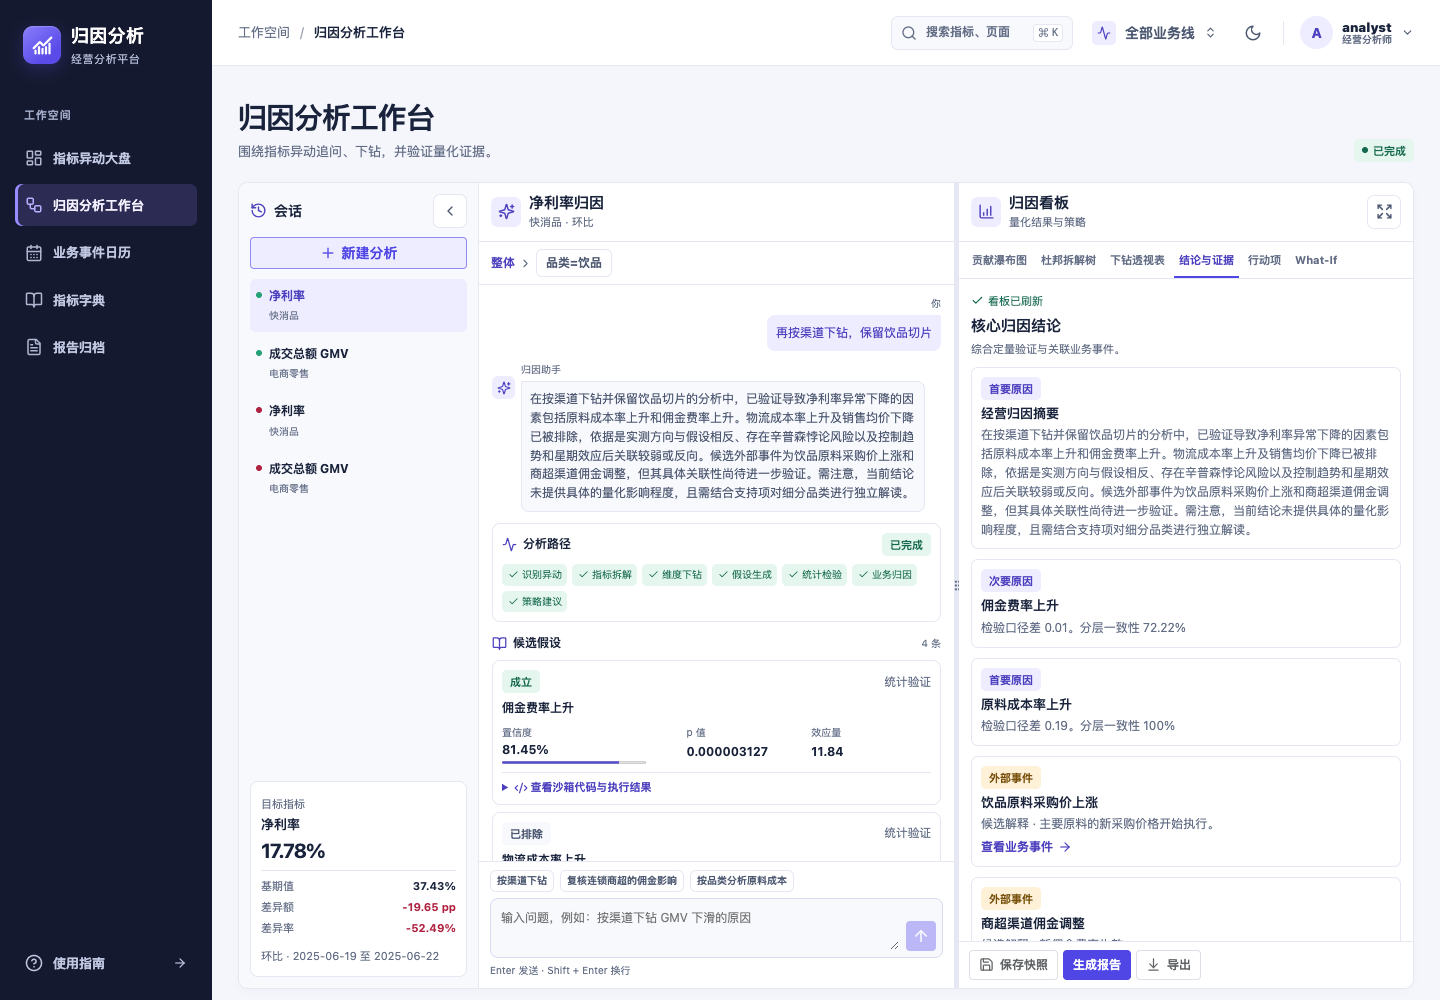 归因分析
经营分析平台
工作空间
指标异动大盘
归因分析工作台
业务事件日历
指标字典
报告归档
使用指南
工作空间 / 归因分析工作台
搜索指标、页面 ⌘ K
全部业务线
A
analyst
经营分析师
归因分析工作台
围绕指标异动追问、下钻，并验证量化证据。
已完成
会话
新建分析
净利率
快消品
成交总额 GMV
电商零售
净利率
快消品
成交总额 GMV
电商零售
目标指标
净利率
17.78%
基期值 37.43%
差异额 -19.65 pp
差异率 -52.49%
环比 · 2025-06-19 至 2025-06-22
净利率归因
快消品 · 环比
整体 品类=饮品
你
再按渠道下钻，保留饮品切片
归因助手
在按渠道下钻并保留饮品切片的分析中，已验证导致净利率异常下降的因
素包括原料成本率上升和佣金费率上升。物流成本率上升及销售均价下降
已被排除，依据是实测方向与假设相反、存在辛普森悖论风险以及控制趋
势和星期效应后关联较弱或反向。候选外部事件为饮品原料采购价上涨和
商超渠道佣金调整，但其具体关联性尚待进一步验证。需注意，当前结论
未提供具体的量化影响程度，且需结合支持项对细分品类进行独立解读。
分析路径 已完成
识别异动 指标拆解 维度下钻 假设生成 统计检验 业务归因
策略建议
候选假设 4 条
成立 统计验证
佣金费率上升
置信度 p 值 效应量
81.45% 0.000003127 11.84
查看沙箱代码与执行结果
已排除 统计验证
物流成本率上升
按渠道下钻 复核连锁商超的佣金影响 按品类分析原料成本
输入问题，例如：按渠道下钻 GMV 下滑的原因
Enter 发送 · Shift + Enter 换行
归因看板
量化结果与策略
贡献瀑布图 杜邦拆解树 下钻透视表 结论与证据 行动项 What-If
看板已刷新
核心归因结论
综合定量验证与关联业务事件。
首要原因
经营归因摘要
在按渠道下钻并保留饮品切片的分析中，已验证导致净利率异常下降的因素包
括原料成本率上升和佣金费率上升。物流成本率上升及销售均价下降已被排
除，依据是实测方向与假设相反、存在辛普森悖论风险以及控制趋势和星期效
应后关联较弱或反向。候选外部事件为饮品原料采购价上涨和商超渠道佣金调
整，但其具体关联性尚待进一步验证。需注意，当前结论未提供具体的量化影
响程度，且需结合支持项对细分品类进行独立解读。
次要原因
佣金费率上升
检验口径差 0.01。分层一致性 72.22%
首要原因
原料成本率上升
检验口径差 0.19。分层一致性 100%
外部事件
饮品原料采购价上涨
候选解释 · 主要原料的新采购价格开始执行。
查看业务事件
外部事件
商超渠道佣金调整
保存快照 生成报告 导出